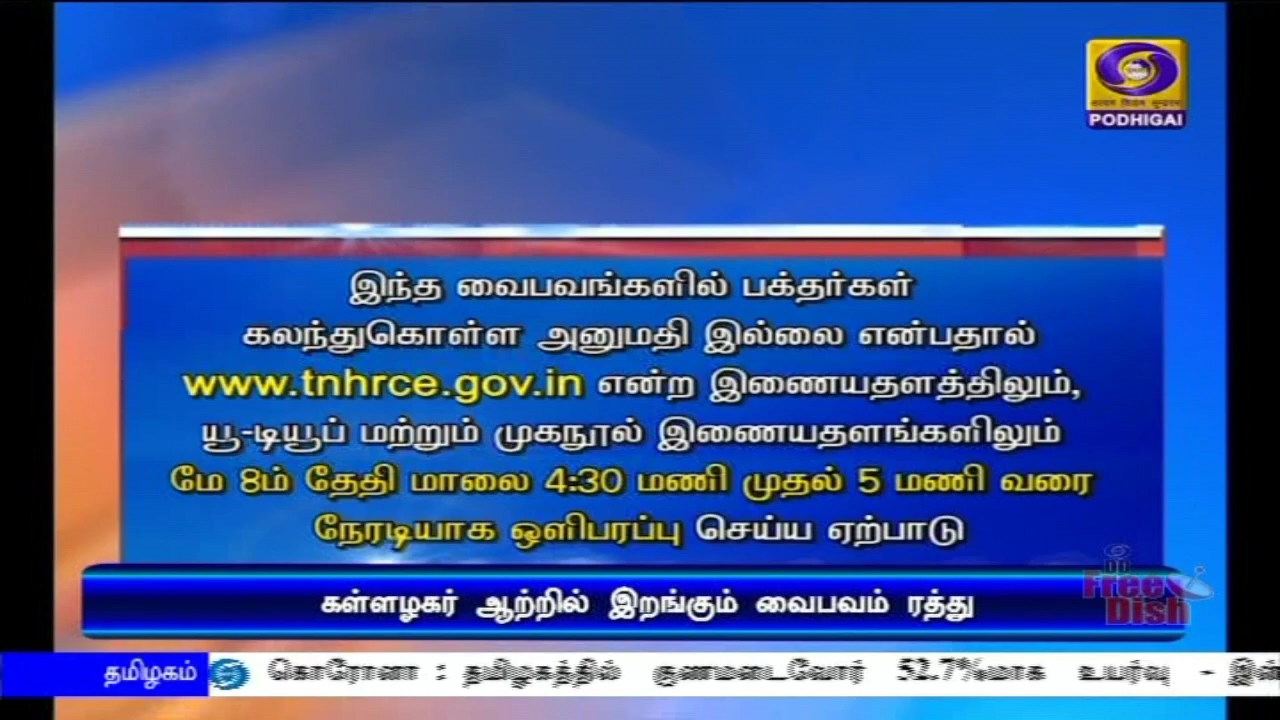 PODHIGAI
இந்த வைபவங்களில் பக்தர்கள்
கலந்துகொள்ள அனுமதி இல்லை என்பதால்
www.tnhrce.gov.in என்ற இணையதளத்திலும்,
யூ-டியூப் மற்றும் முகநூல் இணையதளங்களிலும்
மே 8ம் தேதி மாலை 4:30 மணி முதல் 5 மணி வரை
நேரடியாக ஒளிபரப்பு செய்ய ஏற்பாடு
Free Dish
கள்ளழகர் ஆற்றில் இறங்கும் வைபவம் ரத்து
தமிழகம் கொரோனா : தமிழகத்தில் குணமடைவோர் 52.7%மாக உயர்வு -